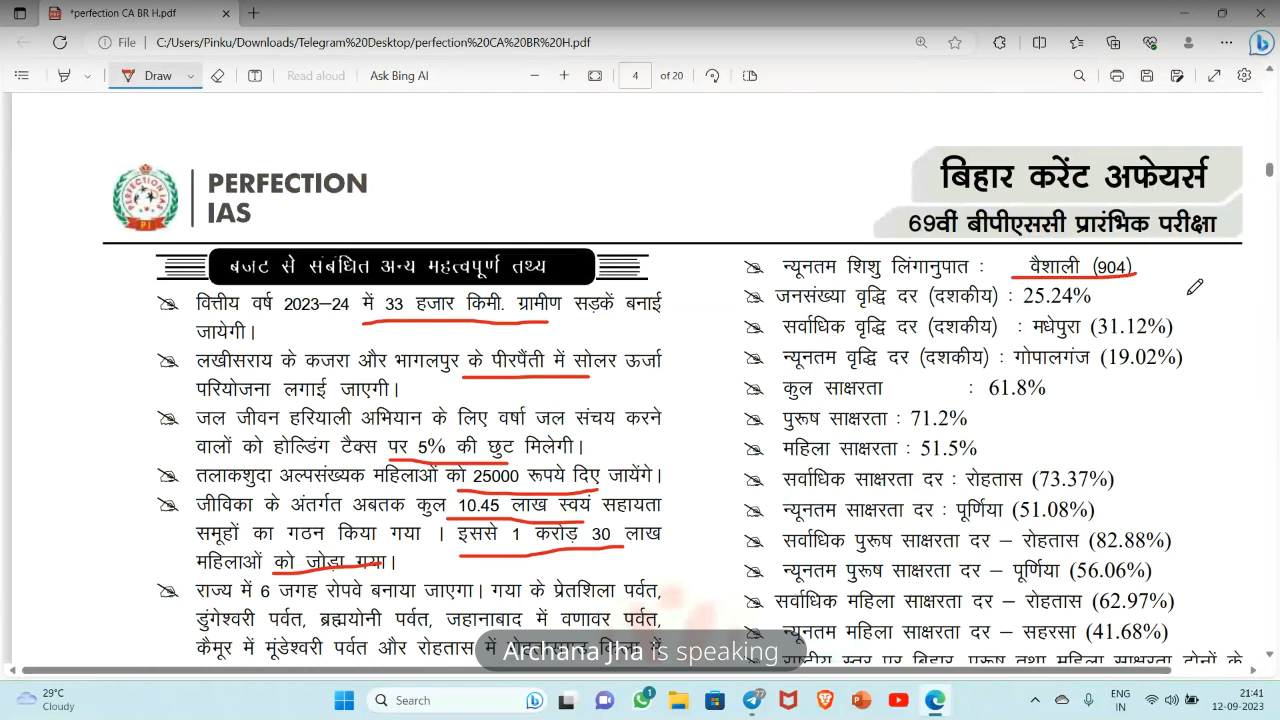 *perfection CA BR H.pdf
File C:/Users/Pinku/Downloads/Telegram%20Desktop/perfection%20CA%20BR%20H.pdf
Draw Read aloud Ask Bing AI 4 of 20
PERFECTION
IAS
PI
बिहार करेंट अफेयर्स
69वीं बीपीएससी प्रारंभिक परीक्षा
बजट से संबंधित अन्य महत्वपूर्ण तथ्य
वित्तीय वर्ष 2023–24 में 33 हजार किमी. ग्रामीण सड़कें बनाई
जायेगी।
लखीसराय के कजरा और भागलपुर के पीरपैंती में सोलर ऊर्जा
परियोजना लगाई जाएगी।
जल जीवन हरियाली अभियान के लिए वर्षा जल संचय करने
वालों को होल्डिंग टैक्स पर 5% की छुट मिलेगी।
तलाकशुदा अल्पसंख्यक महिलाओं को 25000 रूपये दिए जायेंगे।
जीविका के अंतर्गत अबतक कुल 10.45 लाख स्वयं सहायता
समूहों का गठन किया गया । इससे 1 करोड़ 30 लाख
महिलाओं को जोड़ा गया।
राज्य में 6 जगह रोपवे बनाया जाएगा। गया के प्रेतशिला पर्वत,
डुंगेश्वरी पर्वत, ब्रह्मयोनी पर्वत, जहानाबाद में वणावर पर्वत,
कैमूर में मूंडेश्वरी पर्वत और रोहतास में
न्यूनतम शिशु लिंगानुपात : वैशाली (904)
जनसंख्या वृद्धि दर (दशकीय) : 25.24%
सर्वाधिक वृद्धि दर (दशकीय) : मधेपुरा (31.12%)
न्यूनतम वृद्धि दर (दशकीय) : गोपालगंज (19.02%)
कुल साक्षरता : 61.8%
पुरूष साक्षरता : 71.2%
महिला साक्षरता : 51.5%
सर्वाधिक साक्षरता दर : रोहतास (73.37%)
न्यूनतम साक्षरता दर : पूर्णिया (51.08%)
सर्वाधिक पुरूष साक्षरता दर – रोहतास (82.88%)
न्यूनतम पुरूष साक्षरता दर – पूर्णिया (56.06%)
सर्वाधिक महिला साक्षरता दर – रोहतास (62.97%)
न्यूनतम महिला साक्षरता दर – सहरसा (41.68%)
राष्ट्रीय स्तर पर बिहार, पुरूष तथा महिला साक्षरता दोनों के
Archana Jha is speaking
29°C
Cloudy
Search
1
77
ENG
IN
21:41
12-09-2023